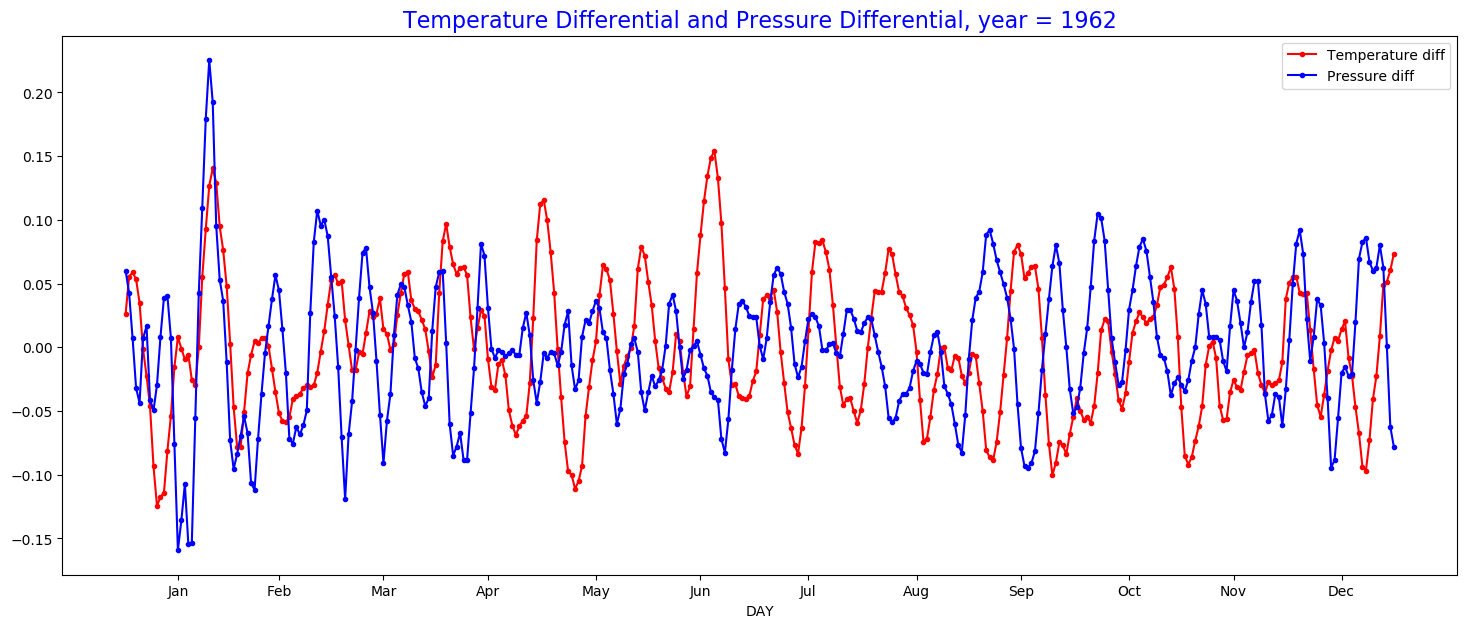 Temperature Differential and Pressure Differential, year = 1962
Temperature diff
Pressure diff
0.20
0.15
0.10
0.05
0.00
−0.05
−0.10
−0.15
Jan Feb Mar Apr May Jun Jul Aug Sep Oct Nov Dec
DAY